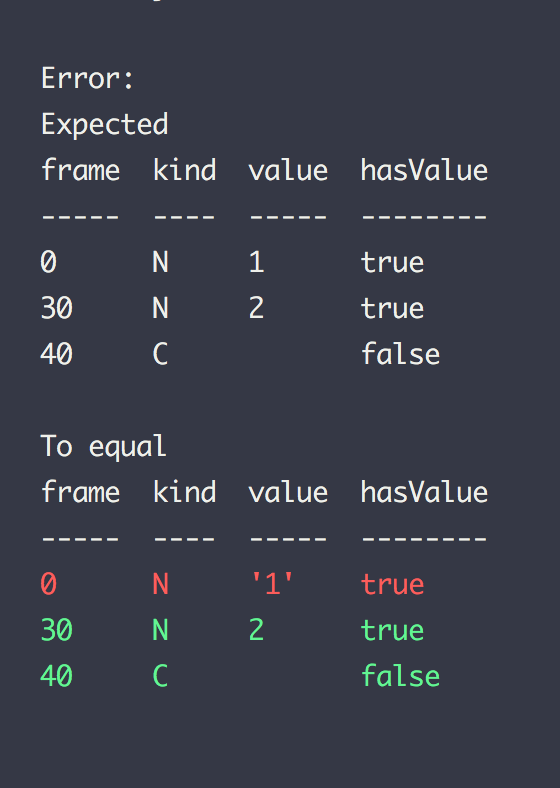 Error:
Expected
frame  kind  value  hasValue
-----  ----  -----  --------
0      N     1      true
30     N     2      true
40     C            false
To equal
frame  kind  value  hasValue
-----  ----  -----  --------
0      N     '1'    true
30     N     2      true
40     C            false